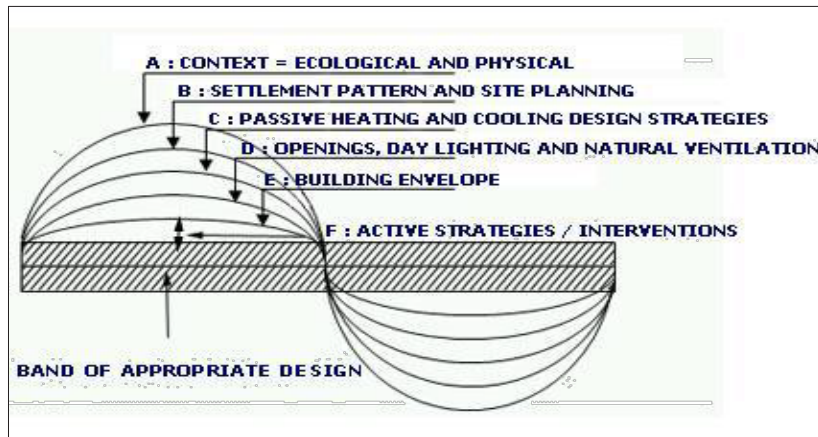 A : CONTEXT = ECOLOGICAL AND PHYSICAL
B : SETTLEMENT PATTERN AND SITE PLANNING
C : PASSIVE HEATING AND COOLING DESIGN STRATEGIES
D : OPENINGS, DAY LIGHTING AND NATURAL VENTILATION
E : BUILDING ENVELOPE
F : ACTIVE STRATEGIES / INTERVENTIONS
BAND OF APPROPRIATE DESIGN